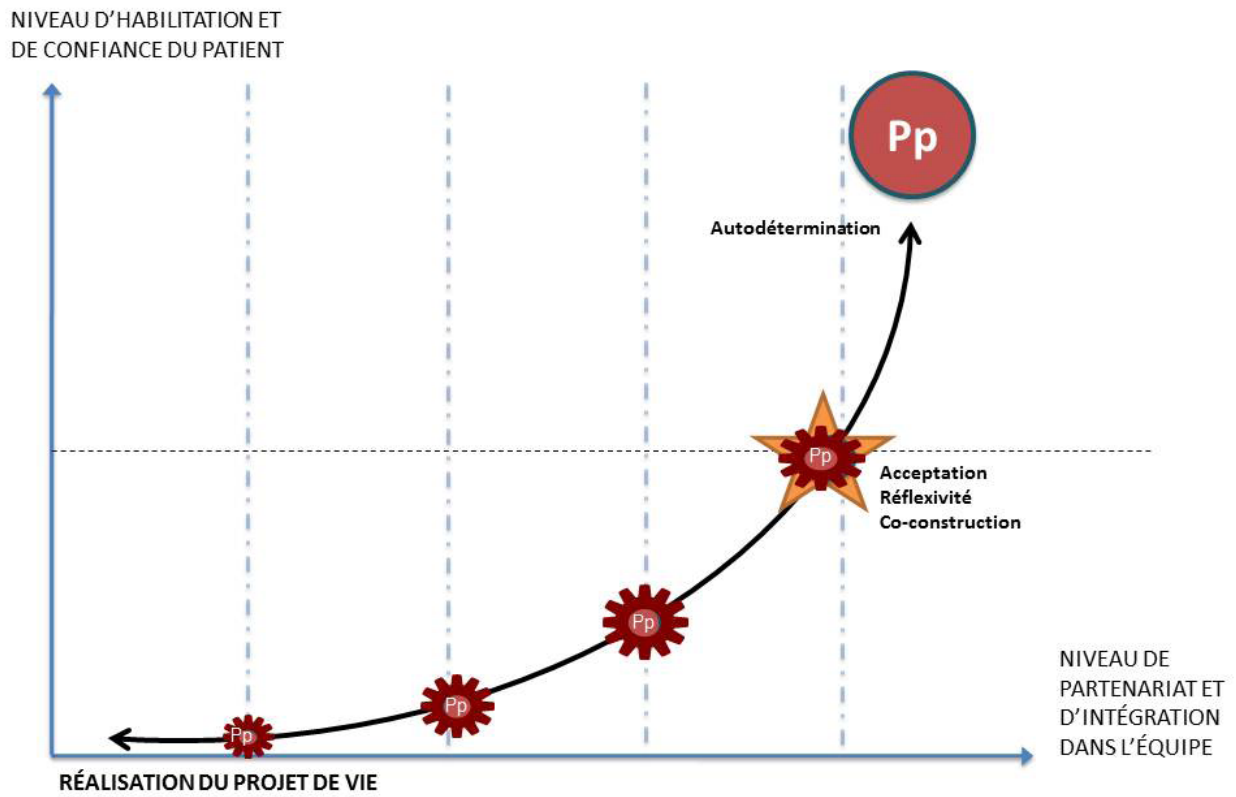 NIVEAU D'HABILITATION ET
DE CONFIANCE DU PATIENT
Pp
Autodétermination
Pp
Acceptation
Réflexivité
Co-construction
Pp
Pp
Pp
NIVEAU DE
PARTENARIAT ET
D'INTÉGRATION
DANS L'ÉQUIPE
RÉALISATION DU PROJET DE VIE